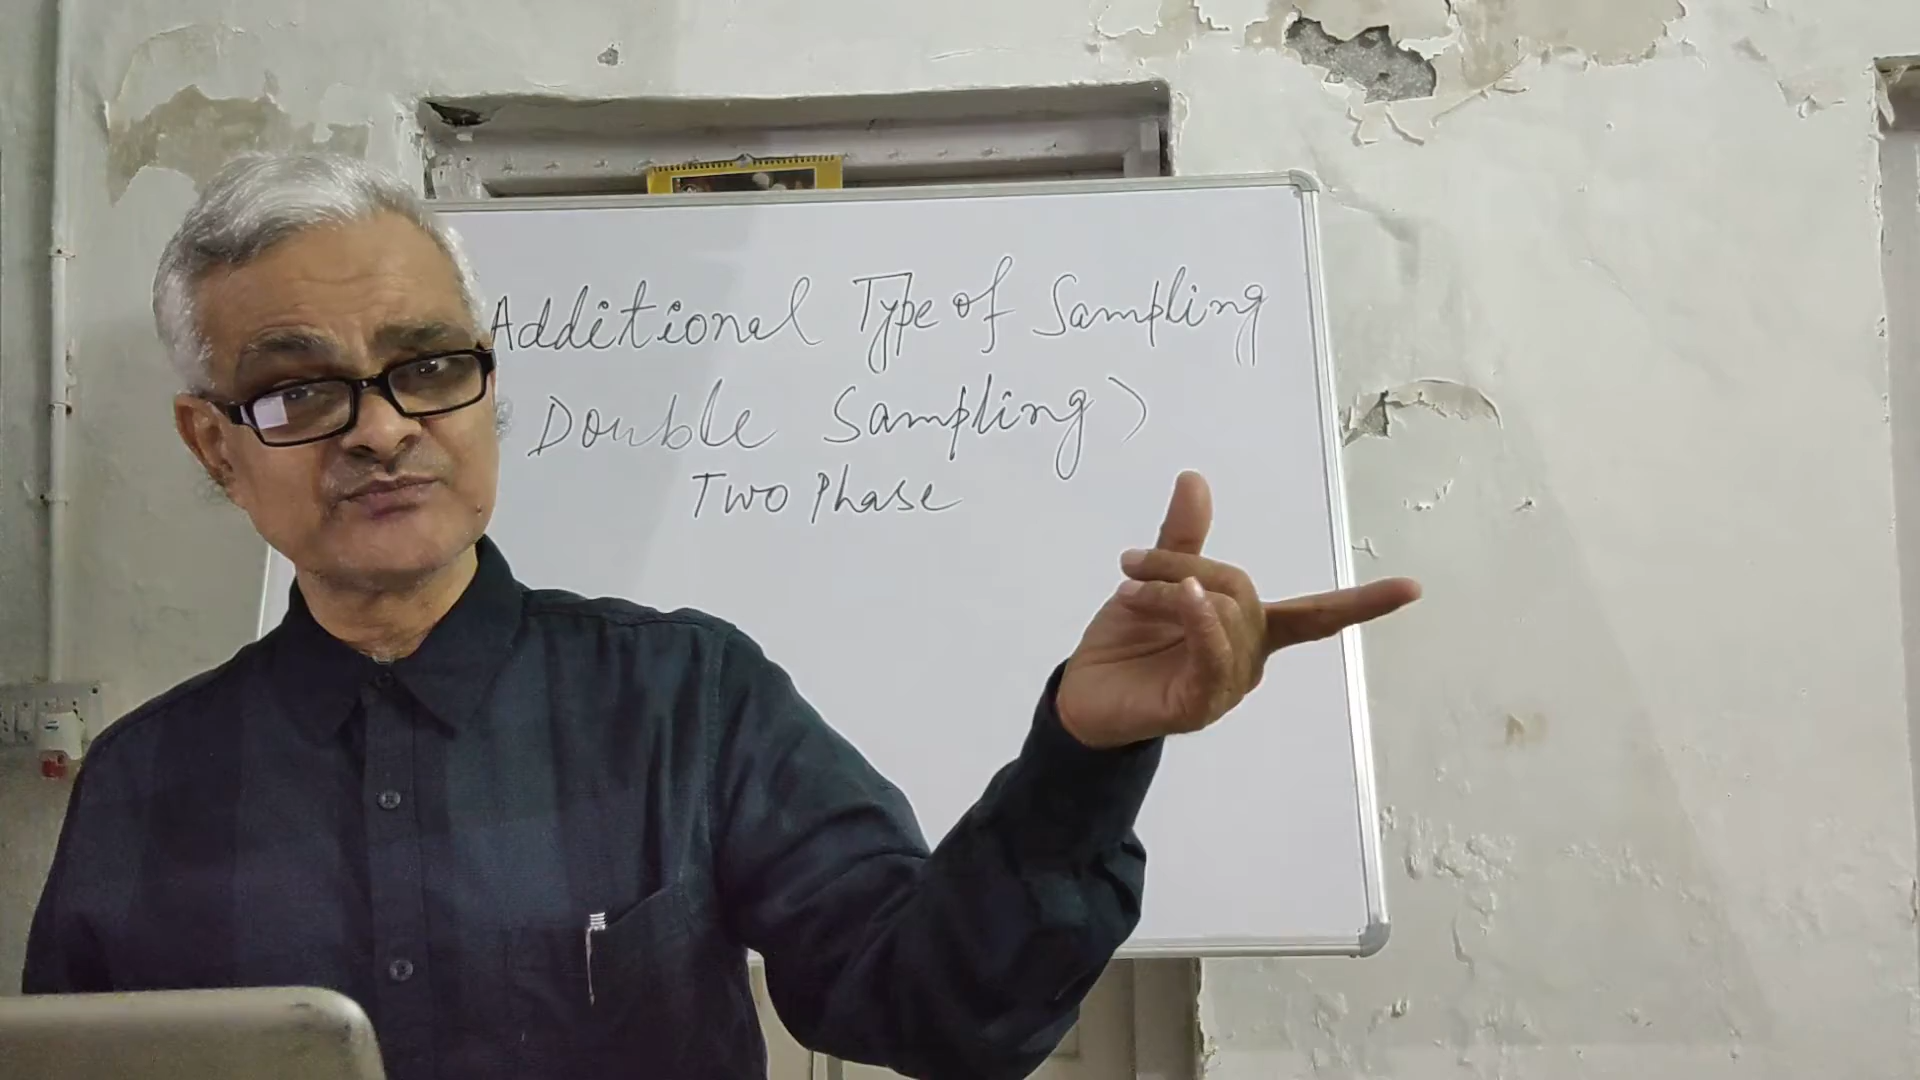 Additional Type of Sampling
Double Sampling >
Two Phase